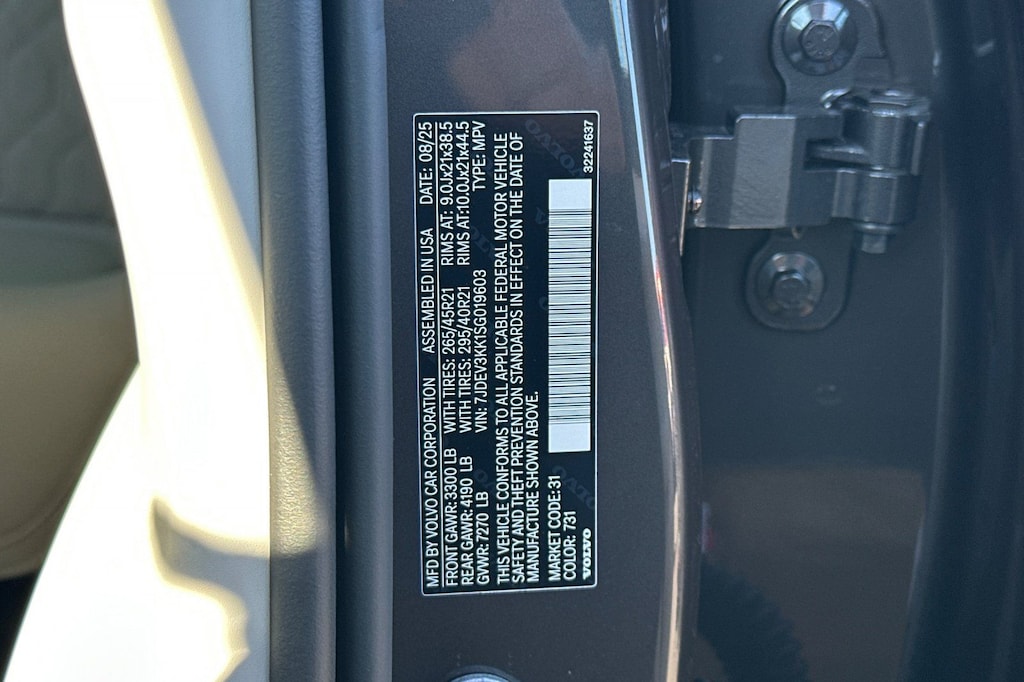 MFD BY VOLVO CAR CORPORATION ASSEMBLED IN USA DATE: 08/25
FRONT GAWR: 3300 LB WITH TIRES: 265/45R21 RIMS AT: 9.0Jx21x38.5
REAR GAWR: 4190 LB WITH TIRES: 295/40R21 RIMS AT:10.0Jx21x44.5
GVWR: 7270 LB VIN: 7JDEV3KK1SG019603 TYPE: MPV
THIS VEHICLE CONFORMS TO ALL APPLICABLE FEDERAL MOTOR VEHICLE
SAFETY AND THEFT PREVENTION STANDARDS IN EFFECT ON THE DATE OF
MANUFACTURE SHOWN ABOVE.
MARKET CODE: 31
COLOR: 731
VOLVO
32241637